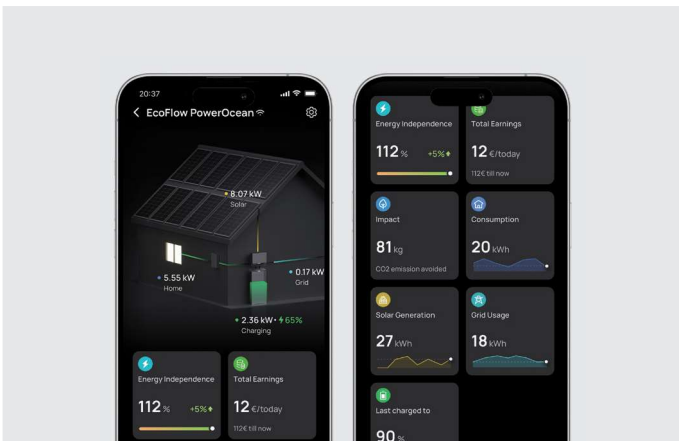 20:37
EcoFlow PowerOcean
8.07 kW
Solar
5.55 kW
Home
0.17 kW
Grid
2.36 kW 65%
Charging
Energy Independence
112 % +5%
Total Earnings
12 €/today
112€ till now
Energy Independence
112 % +5%
Total Earnings
12 €/today
112€ till now
Impact
81 kg
CO2 emission avoided
Consumption
20 kWh
Solar Generation
27 kWh
Grid Usage
18 kWh
Last charged to
90 %